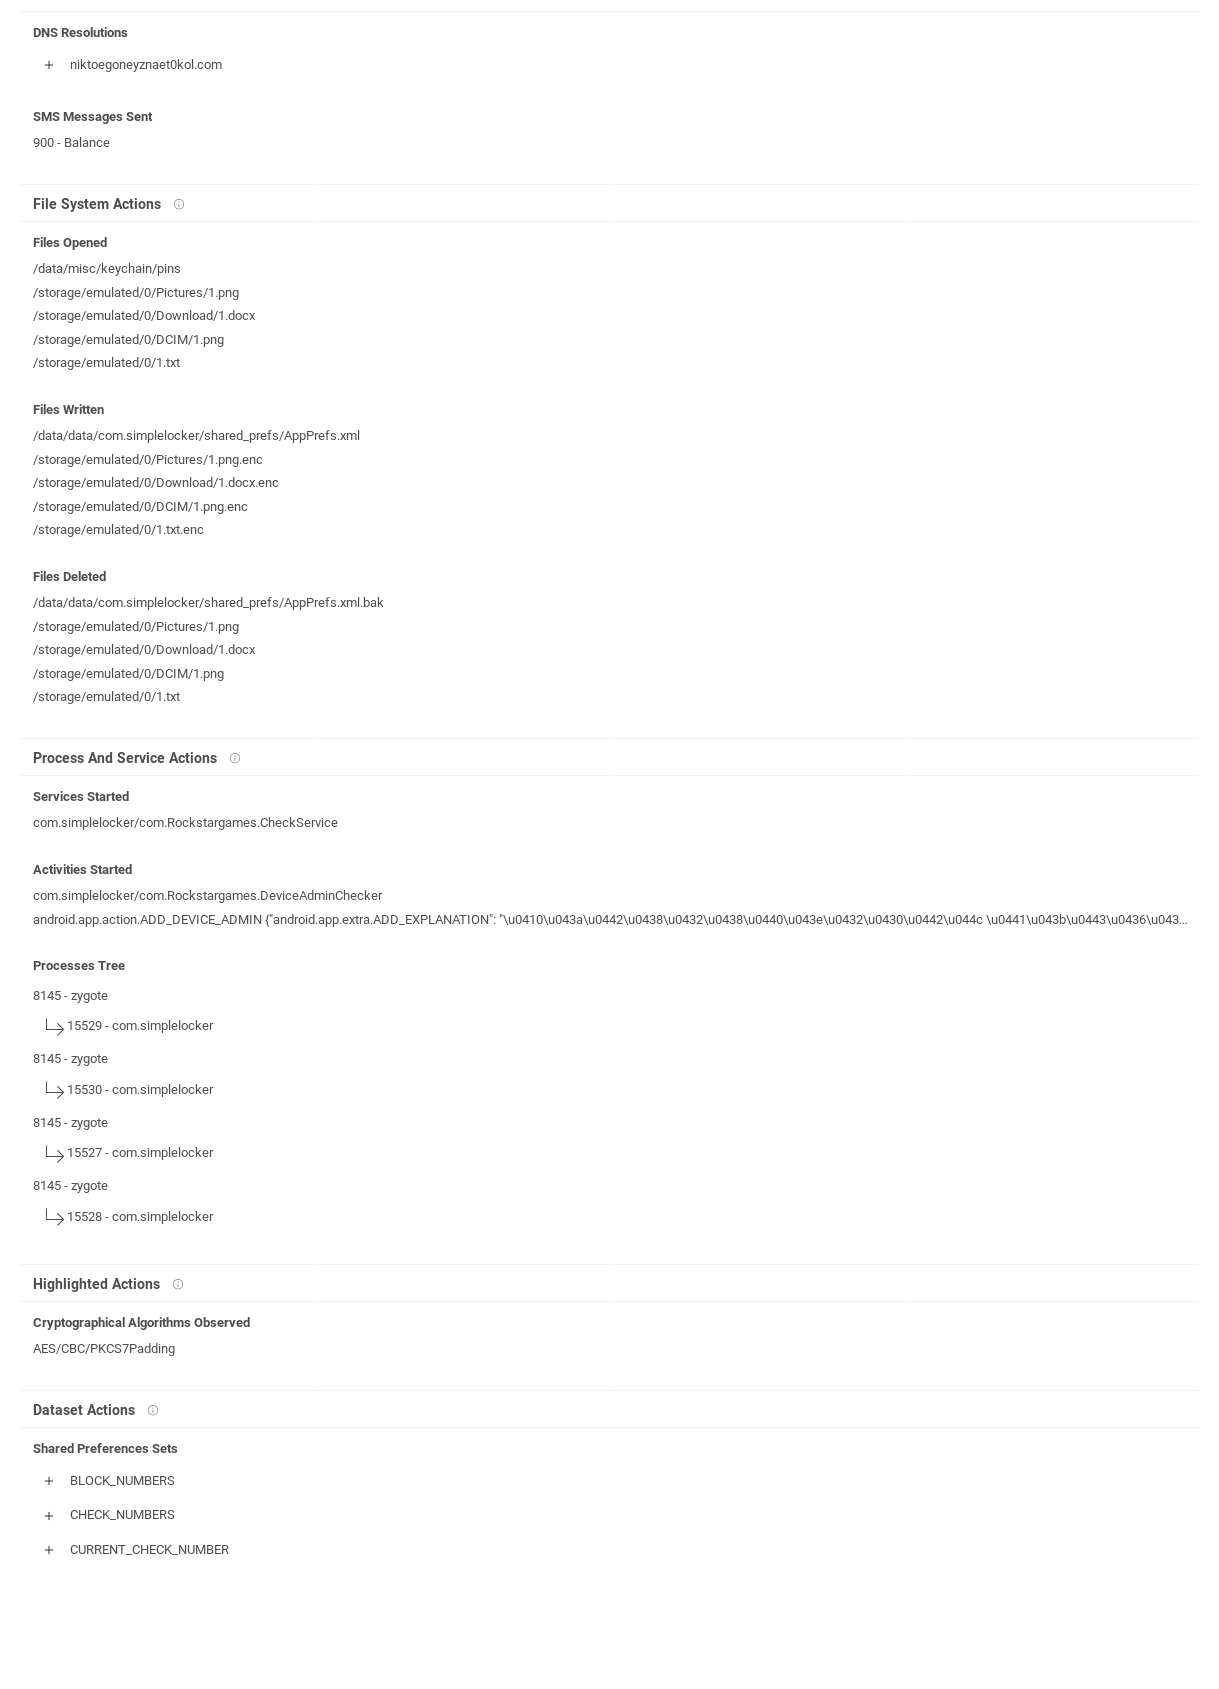 DNS Resolutions
+ niktoegoneyznaet0kol.com
SMS Messages Sent
900 - Balance
File System Actions
Files Opened
/data/misc/keychain/pins
/storage/emulated/0/Pictures/1.png
/storage/emulated/0/Download/1.docx
/storage/emulated/0/DCIM/1.png
/storage/emulated/0/1.txt
Files Written
/data/data/com.simplelocker/shared_prefs/AppPrefs.xml
/storage/emulated/0/Pictures/1.png.enc
/storage/emulated/0/Download/1.docx.enc
/storage/emulated/0/DCIM/1.png.enc
/storage/emulated/0/1.txt.enc
Files Deleted
/data/data/com.simplelocker/shared_prefs/AppPrefs.xml.bak
/storage/emulated/0/Pictures/1.png
/storage/emulated/0/Download/1.docx
/storage/emulated/0/DCIM/1.png
/storage/emulated/0/1.txt
Process And Service Actions
Services Started
com.simplelocker/com.Rockstargames.CheckService
Activities Started
com.simplelocker/com.Rockstargames.DeviceAdminChecker
android.app.action.ADD_DEVICE_ADMIN {"android.app.extra.ADD_EXPLANATION": "\u0410\u043a\u0442\u0438\u0432\u0438\u0440\u043e\u0432\u0430\u0442\u044c \u0441\u043b\u0443\u0436\u043...
Processes Tree
8145 - zygote
15529 - com.simplelocker
8145 - zygote
15530 - com.simplelocker
8145 - zygote
15527 - com.simplelocker
8145 - zygote
15528 - com.simplelocker
Highlighted Actions
Cryptographical Algorithms Observed
AES/CBC/PKCS7Padding
Dataset Actions
Shared Preferences Sets
+ BLOCK_NUMBERS
+ CHECK_NUMBERS
+ CURRENT_CHECK_NUMBER